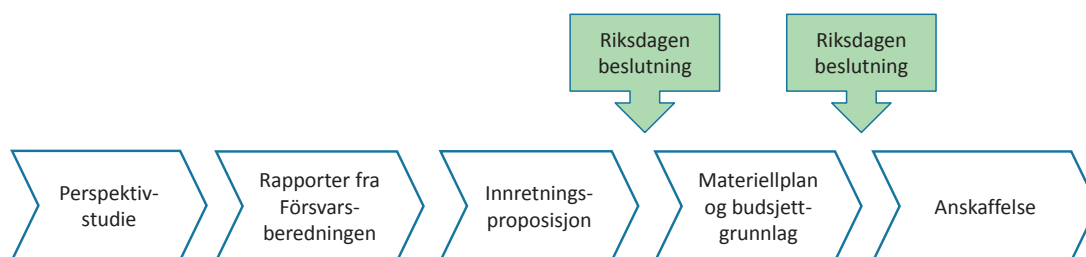 Riksdagen
beslutning
Riksdagen
beslutning
Perspektiv-
studie
Rapporter fra
Försvars-
beredningen
Innretnings-
proposisjon
Materiellplan
og budsjett-
grunnlag
Anskaffelse